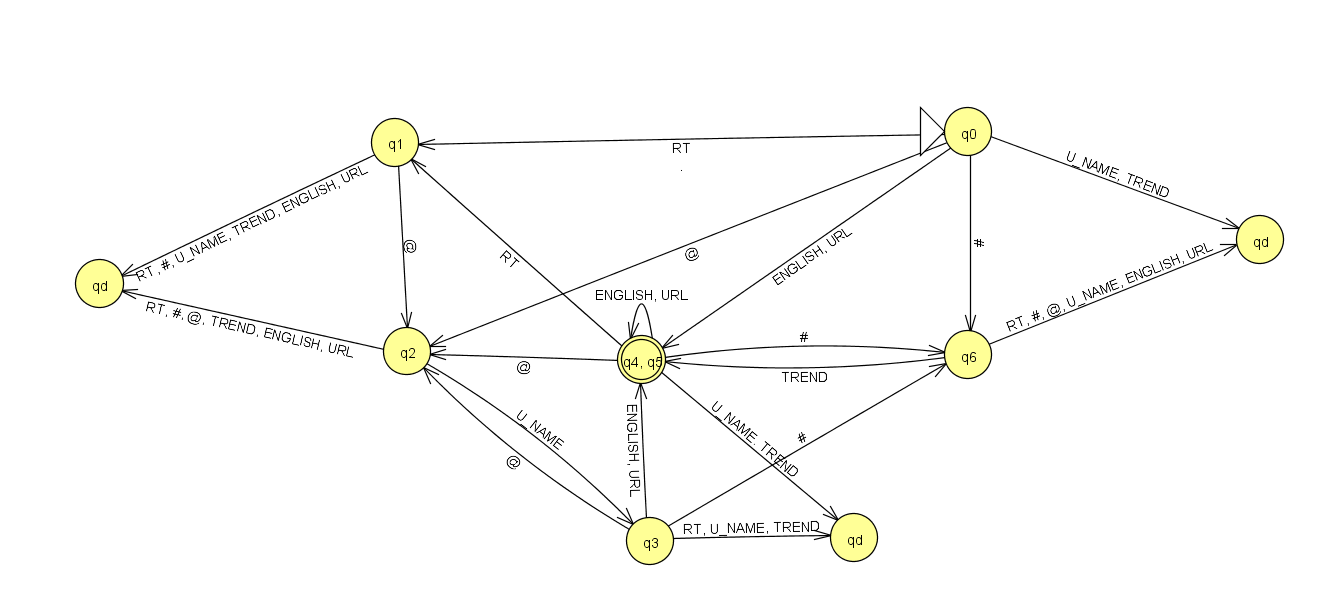 q1
q0
RT
U_NAME, TREND
RT, #, U_NAME, TREND, ENGLISH, URL
@
@
ENGLISH, URL
#
qd
RT
RT, #, @, U_NAME, ENGLISH, URL
qd
RT, #, @, TREND, ENGLISH, URL
ENGLISH, URL
q2
@
q4, q5
#
TREND
q6
U_NAME
@
ENGLISH, URL
U_NAME. TREND
#
q3
RT, U_NAME, TREND
qd